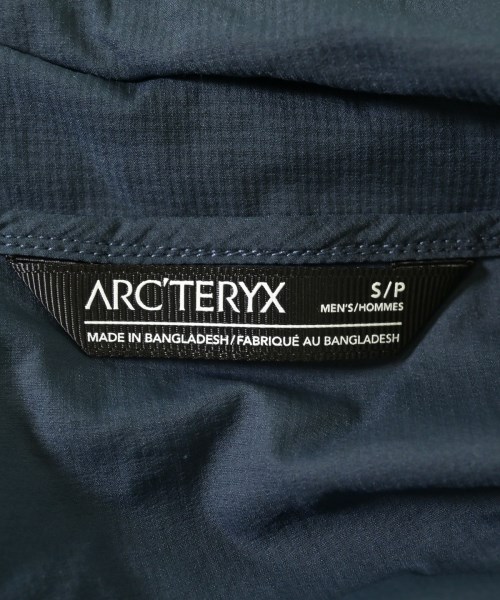 ARC'TERYX
S/P
MEN'S/HOMMES
MADE IN BANGLADESH/FABRIQUÉ AU BANGLADESH